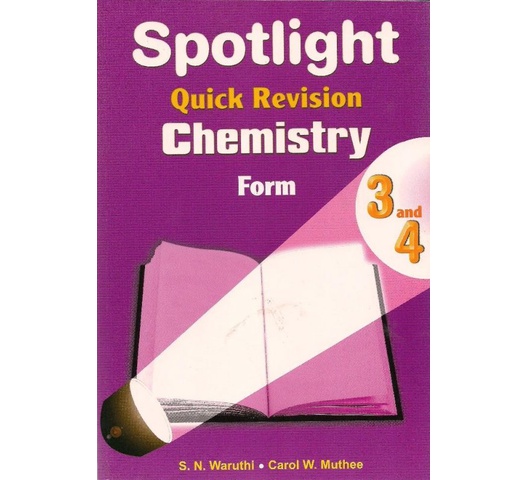 Spotlight
Quick Revision
Chemistry
Form
3 and
4
S. N. Waruthi • Carol W. Muthee